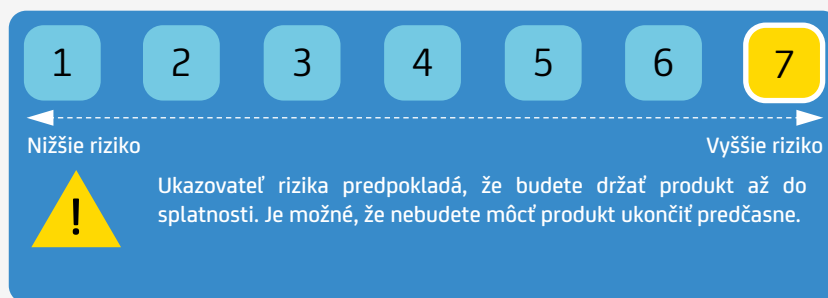 1 2 3 4 5 6 7
Nižšie riziko Vyššie riziko
! Ukazovateľ rizika predpokladá, že budete držať produkt až do
splatnosti. Je možné, že nebudete môcť produkt ukončiť predčasne.